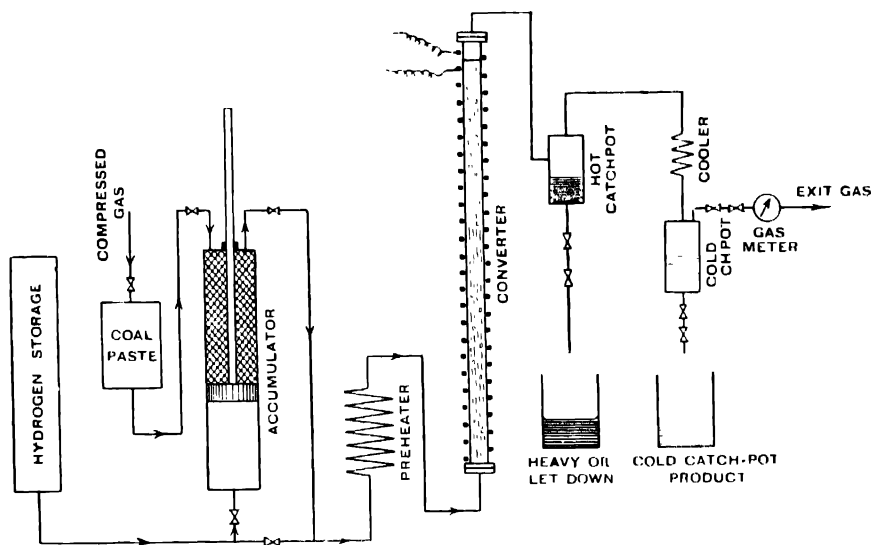 HYDROGEN STORAGE
COMPRESSED
GAS
COAL
PASTE
ACCUMULATOR
PREHEATER
CONVERTER
HOT
CATCHPOT
COOLER
COLD
CHPOT
GAS
METER
EXIT GAS
HEAVY OIL
LET DOWN
COLD CATCH-POT
PRODUCT